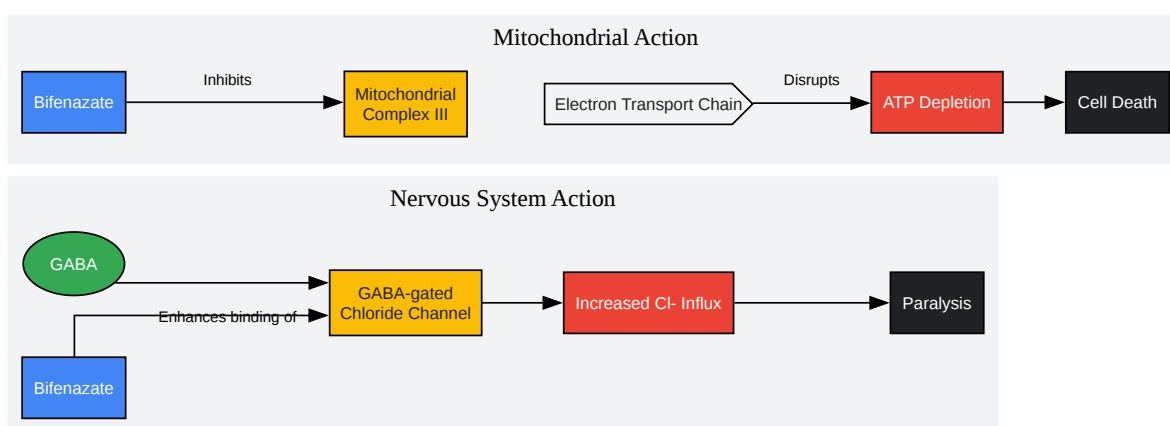 Mitochondrial Action
Bifenazate
Inhibits
Mitochondrial
Complex III
Electron Transport Chain
Disrupts
ATP Depletion
Cell Death
Nervous System Action
GABA
Enhances binding of
Bifenazate
GABA-gated
Chloride Channel
Increased Cl- Influx
Paralysis